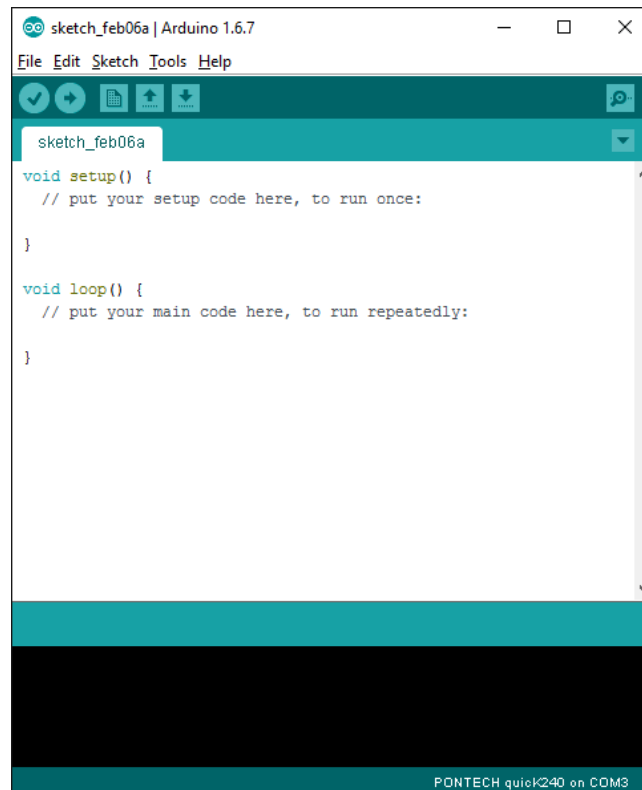 sketch_feb06a | Arduino 1.6.7
File Edit Sketch Tools Help
sketch_feb06a
void setup() {
  // put your setup code here, to run once:
}
void loop() {
  // put your main code here, to run repeatedly:
}
PONTECH quicK240 on COM3